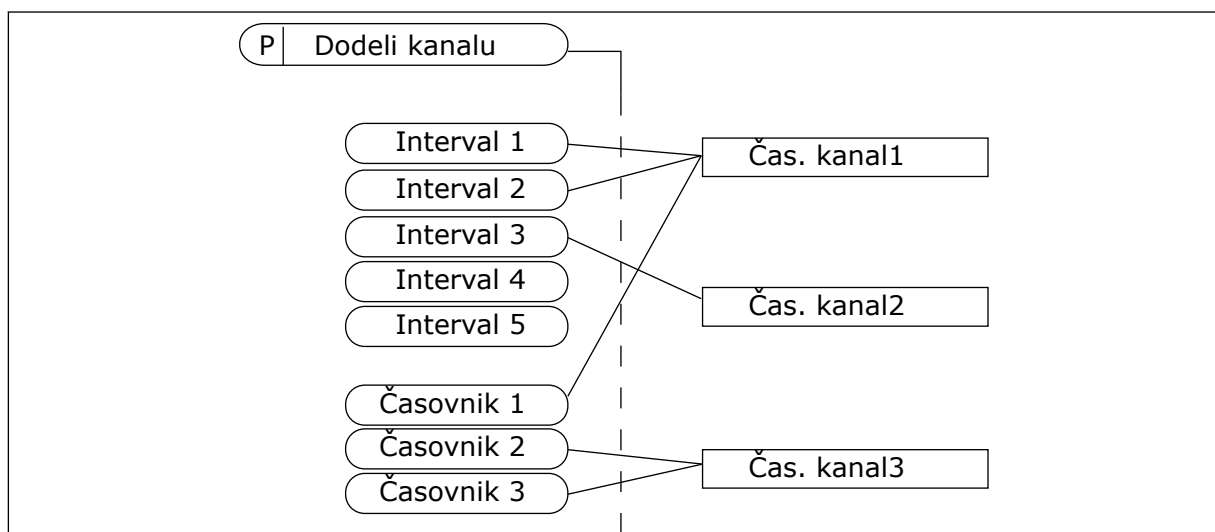 P Dodeli kanalu
Interval 1
Čas. kanal1
Interval 2
Interval 3
Interval 4
Čas. kanal2
Interval 5
Časovnik 1
Časovnik 2
Čas. kanal3
Časovnik 3